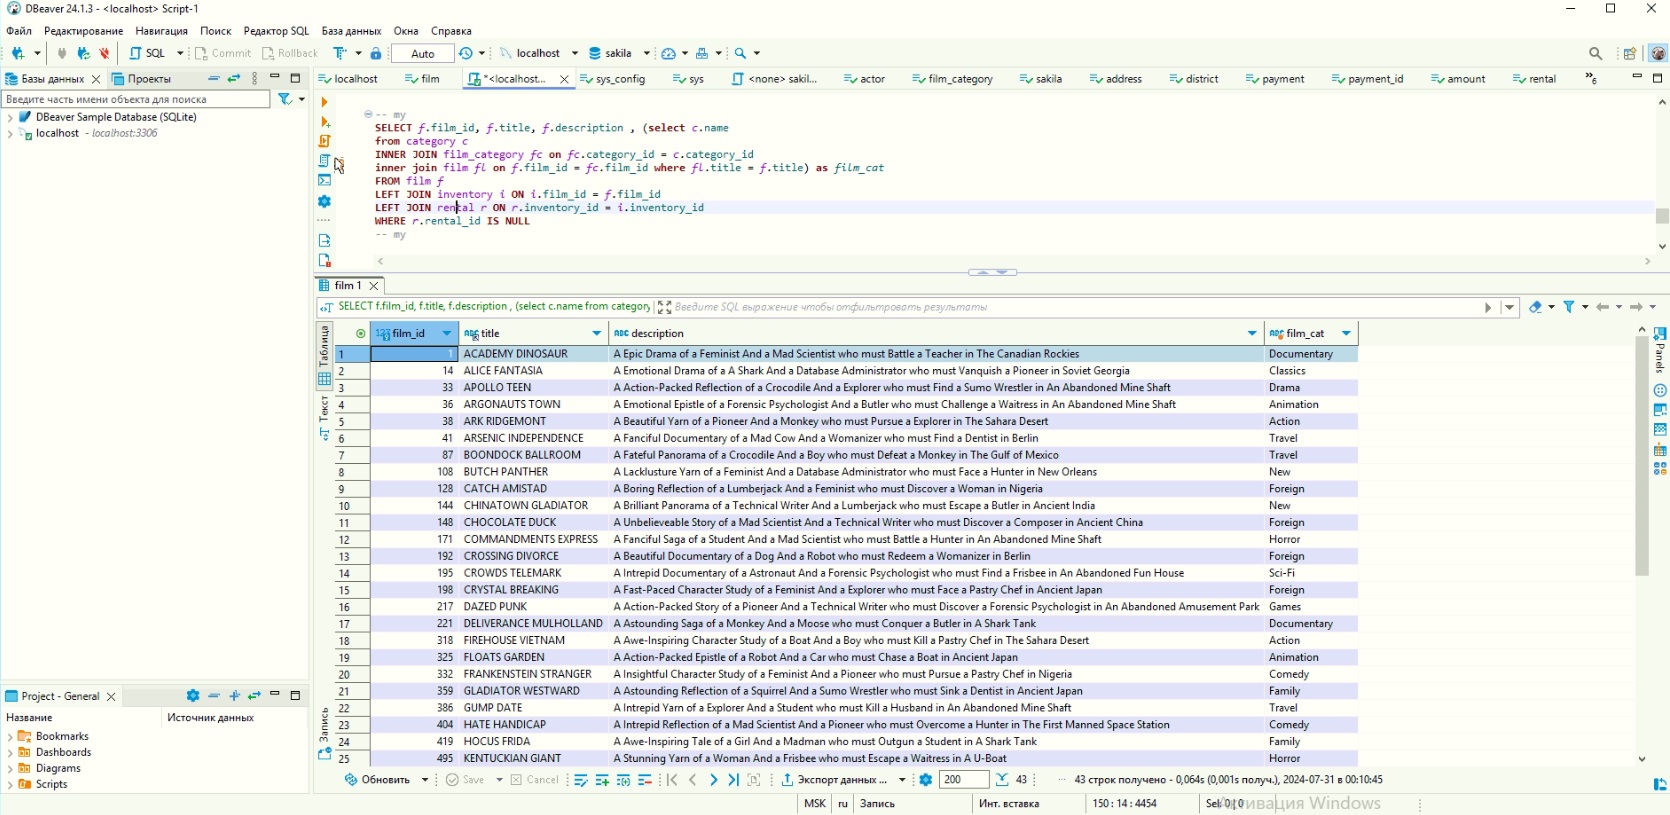 DBeaver 24.1.3 - <localhost> Script-1
Файл Редактирование Навигация Поиск Редактор SQL База данных Окна Справка
SQL Commit Rollback Auto localhost sakila
Базы данных Проекты
localhost film *<localhost... sys_config sys <none> sakil... actor film_category sakila address district payment payment_id amount rental »6
Введите часть имени объекта для поиска
DBeaver Sample Database (SQLite)
localhost - localhost:3306
-- my
SELECT f.film_id, f.title, f.description , (select c.name
from category c
INNER JOIN film_category fc on fc.category_id = c.category_id
inner join film fl on f.film_id = fc.film_id where fl.title = f.title) as film_cat
FROM film f
LEFT JOIN inventory i ON i.film_id = f.film_id
LEFT JOIN rental r ON r.inventory_id = i.inventory_id
WHERE r.rental_id IS NULL
-- my
film 1
SELECT f.film_id, f.title, f.description , (select c.name from category Введите SQL выражение чтобы отфильтровать результаты
Таблица
Текст
Запись
Panels
123 film_id ABC title ABC description ABC film_cat
1 1 ACADEMY DINOSAUR A Epic Drama of a Feminist And a Mad Scientist who must Battle a Teacher in The Canadian Rockies Documentary
2 14 ALICE FANTASIA A Emotional Drama of a A Shark And a Database Administrator who must Vanquish a Pioneer in Soviet Georgia Classics
3 33 APOLLO TEEN A Action-Packed Reflection of a Crocodile And a Explorer who must Find a Sumo Wrestler in An Abandoned Mine Shaft Drama
4 36 ARGONAUTS TOWN A Emotional Epistle of a Forensic Psychologist And a Butler who must Challenge a Waitress in An Abandoned Mine Shaft Animation
5 38 ARK RIDGEMONT A Beautiful Yarn of a Pioneer And a Monkey who must Pursue a Explorer in The Sahara Desert Action
6 41 ARSENIC INDEPENDENCE A Fanciful Documentary of a Mad Cow And a Womanizer who must Find a Dentist in Berlin Travel
7 87 BOONDOCK BALLROOM A Fateful Panorama of a Crocodile And a Boy who must Defeat a Monkey in The Gulf of Mexico Travel
8 108 BUTCH PANTHER A Lacklusture Yarn of a Feminist And a Database Administrator who must Face a Hunter in New Orleans New
9 128 CATCH AMISTAD A Boring Reflection of a Lumberjack And a Feminist who must Discover a Woman in Nigeria Foreign
10 144 CHINATOWN GLADIATOR A Brilliant Panorama of a Technical Writer And a Lumberjack who must Escape a Butler in Ancient India New
11 148 CHOCOLATE DUCK A Unbelieveable Story of a Mad Scientist And a Technical Writer who must Discover a Composer in Ancient China Foreign
12 171 COMMANDMENTS EXPRESS A Fanciful Saga of a Student And a Mad Scientist who must Battle a Hunter in An Abandoned Mine Shaft Horror
13 192 CROSSING DIVORCE A Beautiful Documentary of a Dog And a Robot who must Redeem a Womanizer in Berlin Foreign
14 195 CROWDS TELEMARK A Intrepid Documentary of a Astronaut And a Forensic Psychologist who must Find a Frisbee in An Abandoned Fun House Sci-Fi
15 198 CRYSTAL BREAKING A Fast-Paced Character Study of a Feminist And a Explorer who must Face a Pastry Chef in Ancient Japan Foreign
16 217 DAZED PUNK A Action-Packed Story of a Pioneer And a Technical Writer who must Discover a Forensic Psychologist in An Abandoned Amusement Park Games
17 221 DELIVERANCE MULHOLLAND A Astounding Saga of a Monkey And a Moose who must Conquer a Butler in A Shark Tank Documentary
18 318 FIREHOUSE VIETNAM A Awe-Inspiring Character Study of a Boat And a Boy who must Kill a Pastry Chef in The Sahara Desert Action
19 325 FLOATS GARDEN A Action-Packed Epistle of a Robot And a Car who must Chase a Boat in Ancient Japan Animation
20 332 FRANKENSTEIN STRANGER A Insightful Character Study of a Feminist And a Pioneer who must Pursue a Pastry Chef in Nigeria Comedy
21 359 GLADIATOR WESTWARD A Astounding Reflection of a Squirrel And a Sumo Wrestler who must Sink a Dentist in Ancient Japan Family
22 386 GUMP DATE A Intrepid Yarn of a Explorer And a Student who must Kill a Husband in An Abandoned Mine Shaft Travel
23 404 HATE HANDICAP A Intrepid Reflection of a Mad Scientist And a Pioneer who must Overcome a Hunter in The First Manned Space Station Comedy
24 419 HOCUS FRIDA A Awe-Inspiring Tale of a Girl And a Madman who must Outgun a Student in A Shark Tank Family
25 495 KENTUCKIAN GIANT A Stunning Yarn of a Woman And a Frisbee who must Escape a Waitress in A U-Boat Horror
Project - General
Название Источник данных
Bookmarks
Dashboards
Diagrams
Scripts
Обновить Save Cancel Экспорт данных ... 200 43 43 строк получено - 0,064s (0,001s получ.), 2024-07-31 в 00:10:45
MSK ru Запись Инт. вставка 150 : 14 : 4454 Sel: 0 | 0
Активация Windows